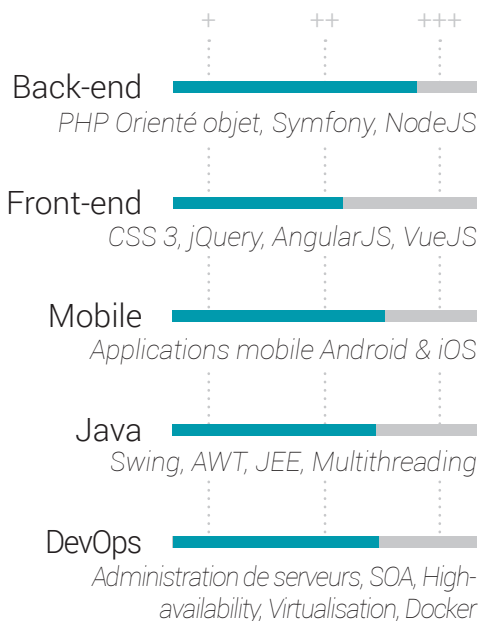 + ++ +++
Back-end
PHP Orienté objet, Symfony, NodeJS
Front-end
CSS 3, jQuery, AngularJS, VueJS
Mobile
Applications mobile Android & iOS
Java
Swing, AWT, JEE, Multithreading
DevOps
Administration de serveurs, SOA, High-
availability, Virtualisation, Docker